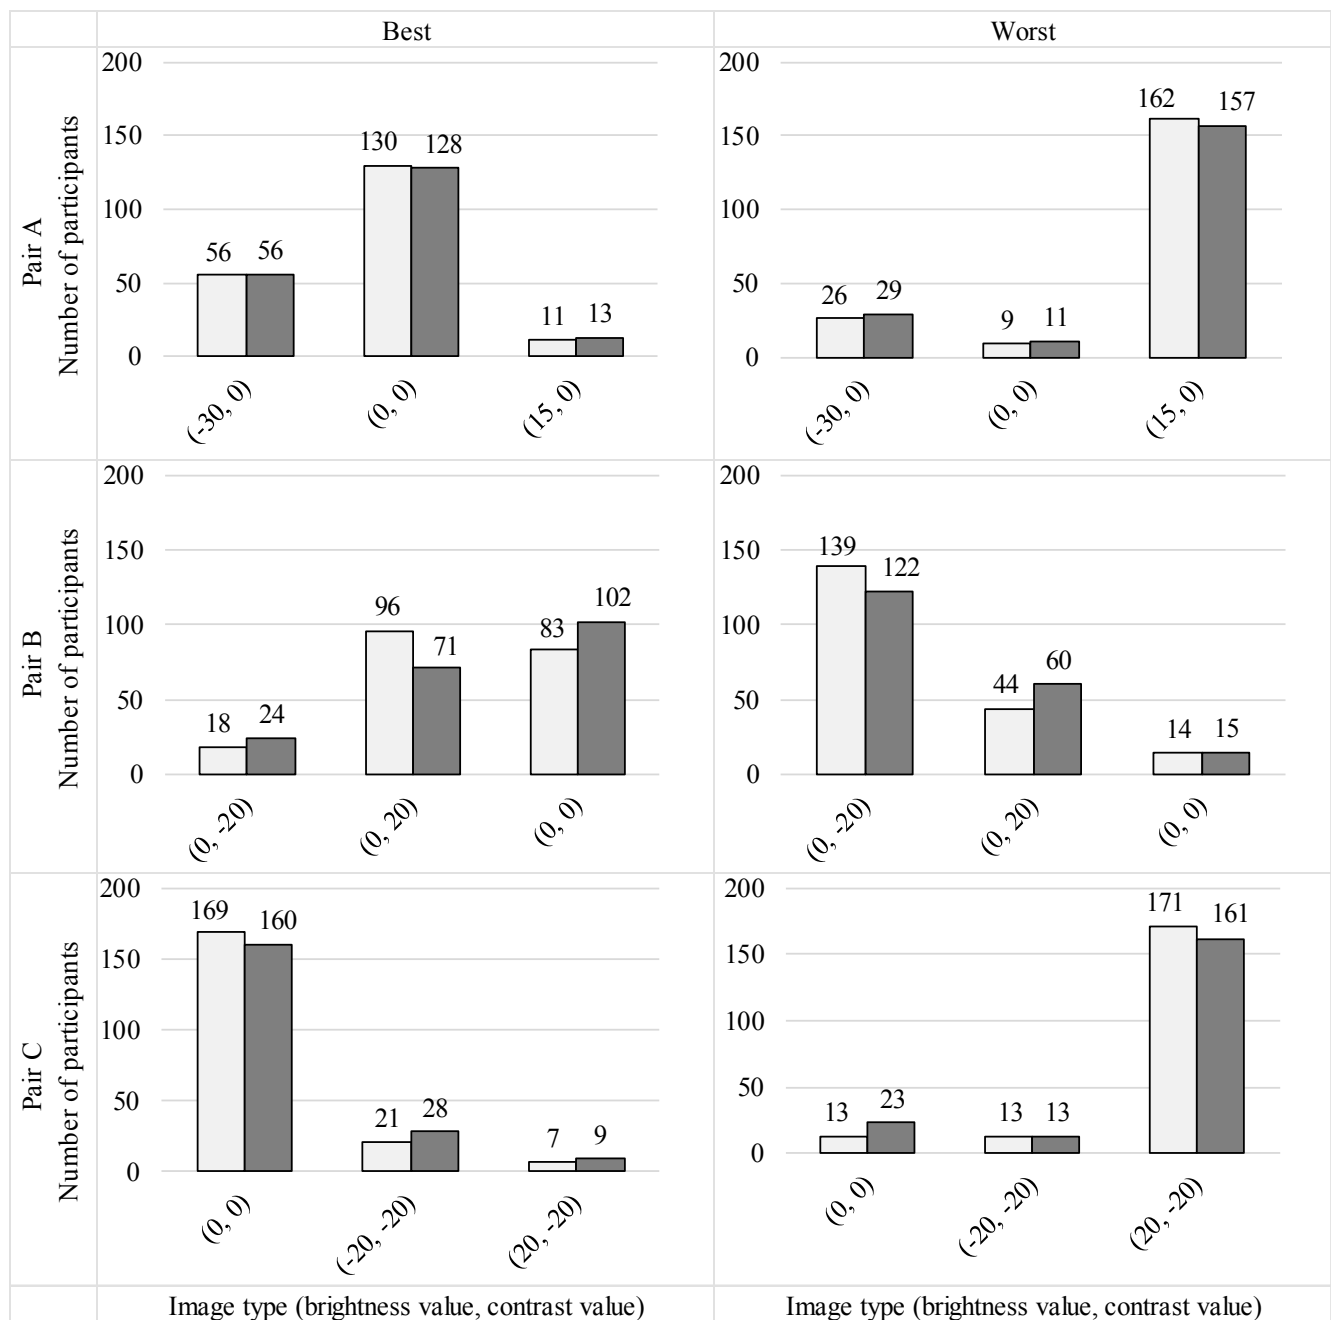 Best Worst
Pair A
Number of participants
200
150
100
50
0
56 56 130 128 11 13
(-30, 0) (0, 0) (15, 0)
200
150
100
50
0
26 29 9 11 162 157
(-30, 0) (0, 0) (15, 0)
Pair B
Number of participants
200
150
100
50
0
18 24 96 71 83 102
(0, -20) (0, 20) (0, 0)
200
150
100
50
0
139 122 44 60 14 15
(0, -20) (0, 20) (0, 0)
Pair C
Number of participants
200
150
100
50
0
169 160 21 28 7 9
(0, 0) (-20, -20) (20, -20)
200
150
100
50
0
13 23 13 13 171 161
(0, 0) (-20, -20) (20, -20)
Image type (brightness value, contrast value) Image type (brightness value, contrast value)